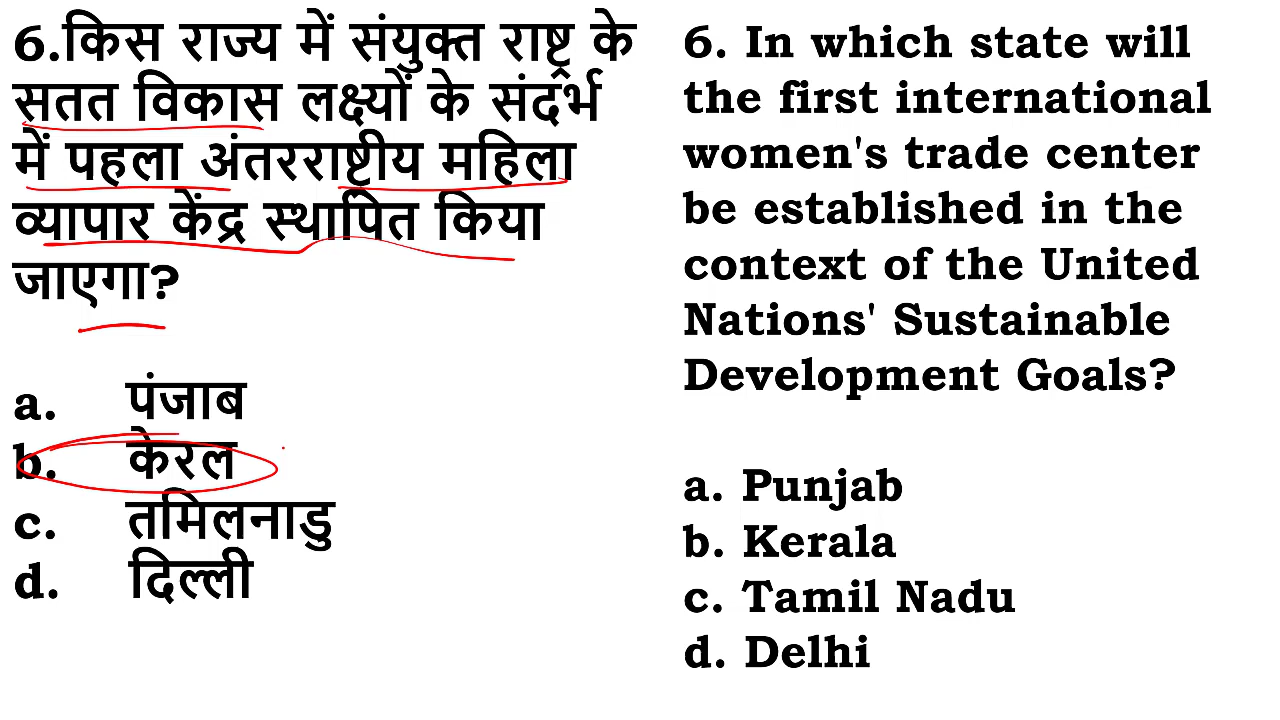 6.किस राज्य में संयुक्त राष्ट्र के
सतत विकास लक्ष्यों के संदर्भ
में पहला अंतरराष्ट्रीय महिला
व्यापार केंद्र स्थापित किया
जाएगा?
a. पंजाब
b. केरल
c. तमिलनाडु
d. दिल्ली
6. In which state will
the first international
women's trade center
be established in the
context of the United
Nations' Sustainable
Development Goals?
a. Punjab
b. Kerala
c. Tamil Nadu
d. Delhi